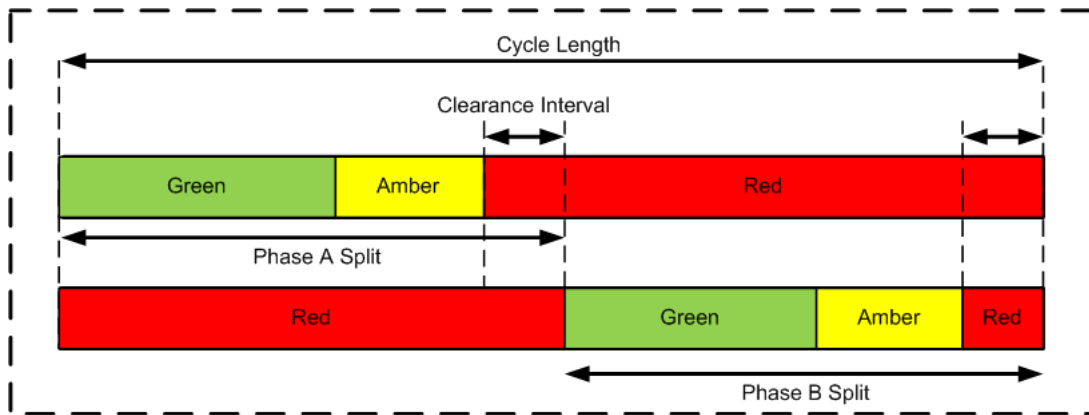 Cycle Length
Clearance Interval
Green Amber Red
Phase A Split
Red Green Amber Red
Phase B Split